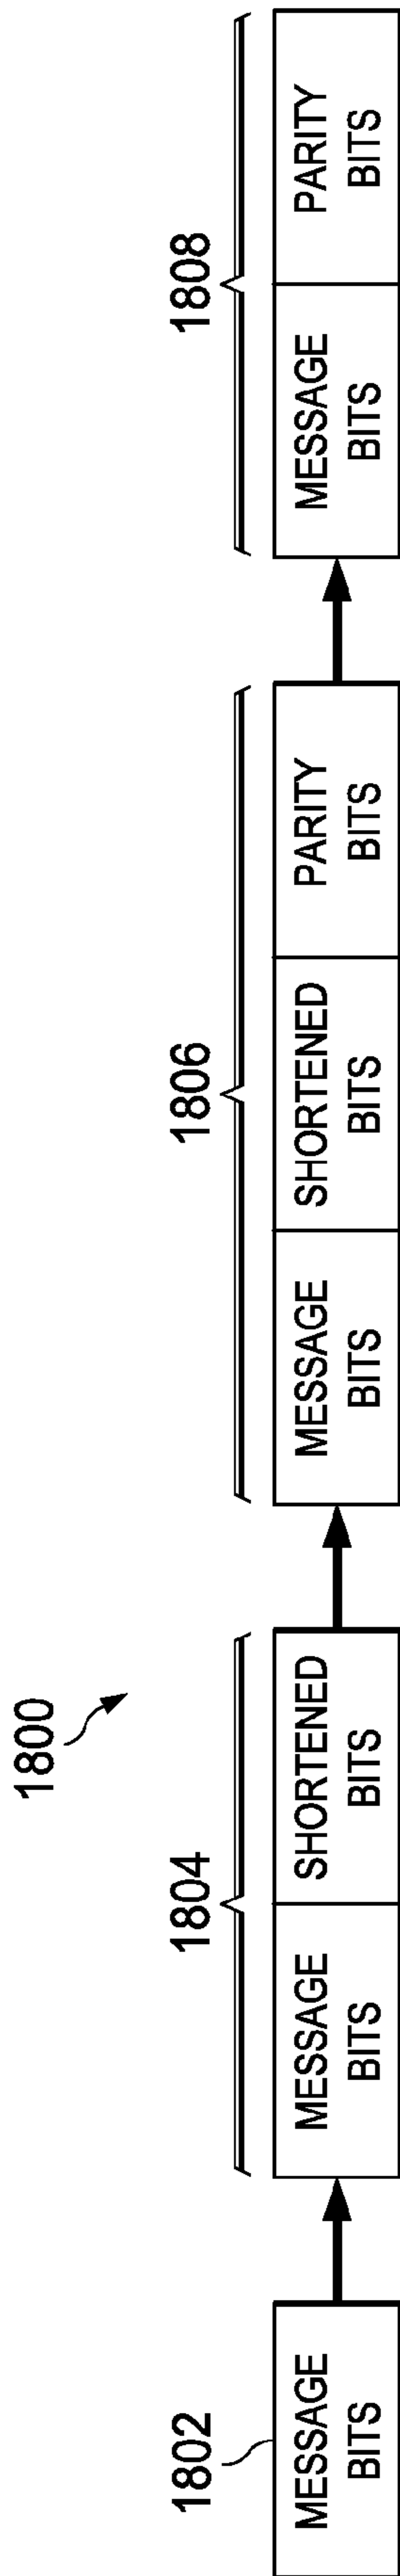 1800
1802
MESSAGE
BITS
1804
MESSAGE
BITS
SHORTENED
BITS
1806
MESSAGE
BITS
SHORTENED
BITS
PARITY
BITS
1808
MESSAGE
BITS
PARITY
BITS